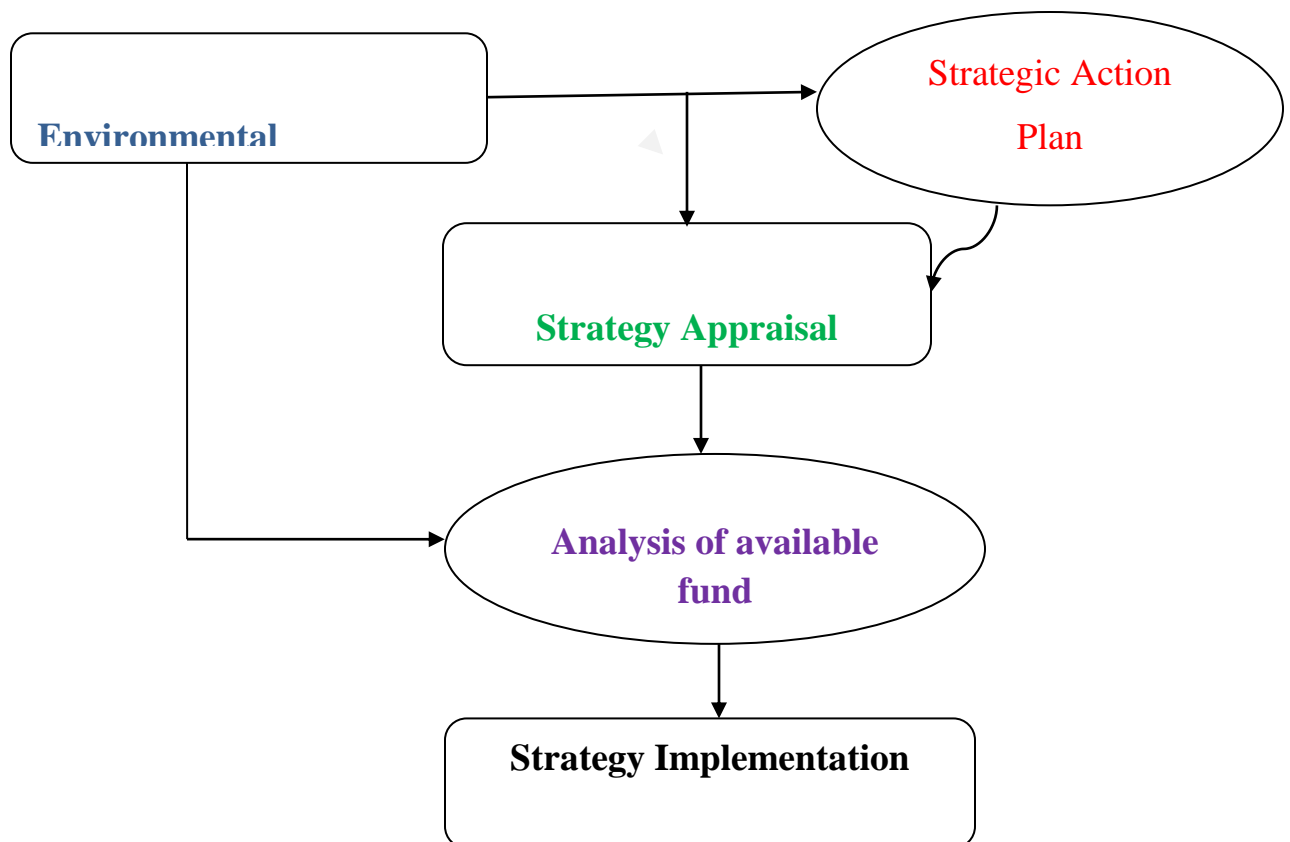 Strategic Action
Plan
Environmental
Strategy Appraisal
Analysis of available
fund
Strategy Implementation